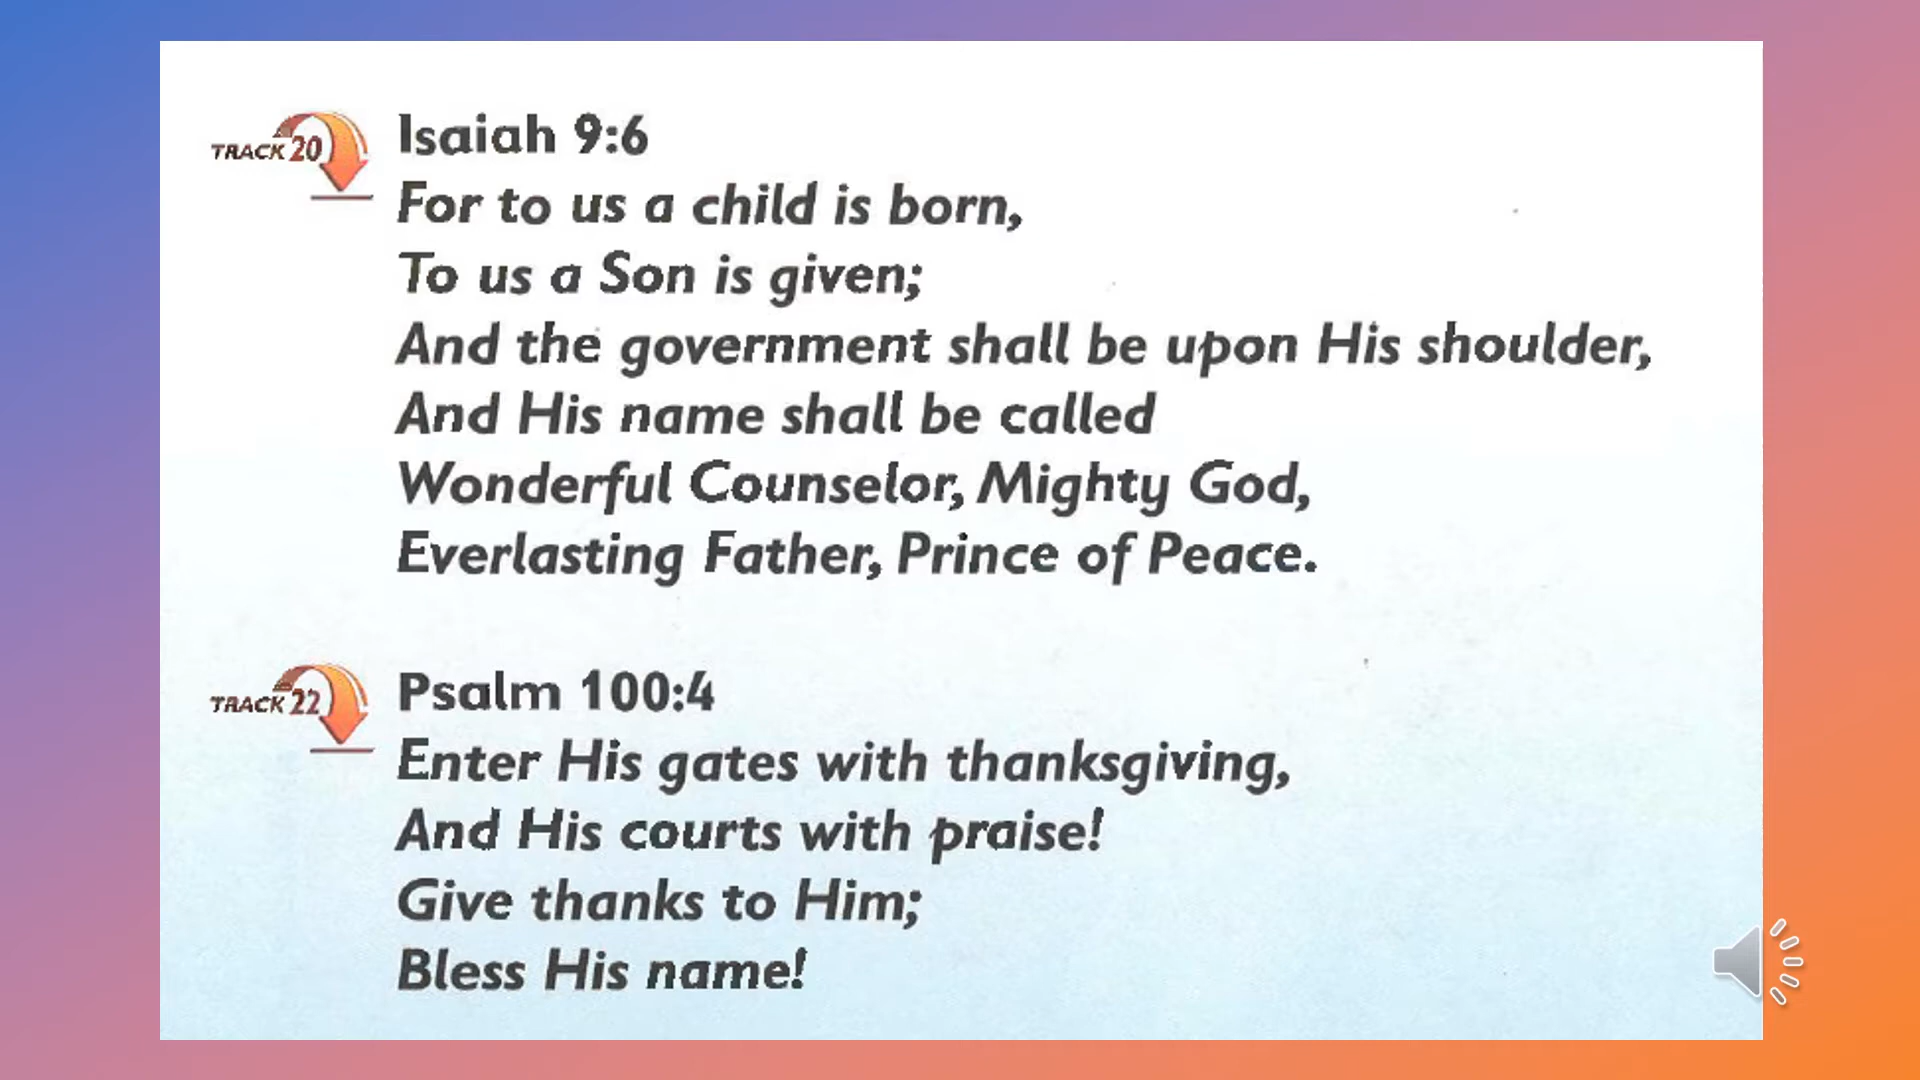 TRACK 20
Isaiah 9:6
For to us a child is born,
To us a Son is given;
And the government shall be upon His shoulder,
And His name shall be called
Wonderful Counselor, Mighty God,
Everlasting Father, Prince of Peace.
TRACK 22
Psalm 100:4
Enter His gates with thanksgiving,
And His courts with praise!
Give thanks to Him;
Bless His name!